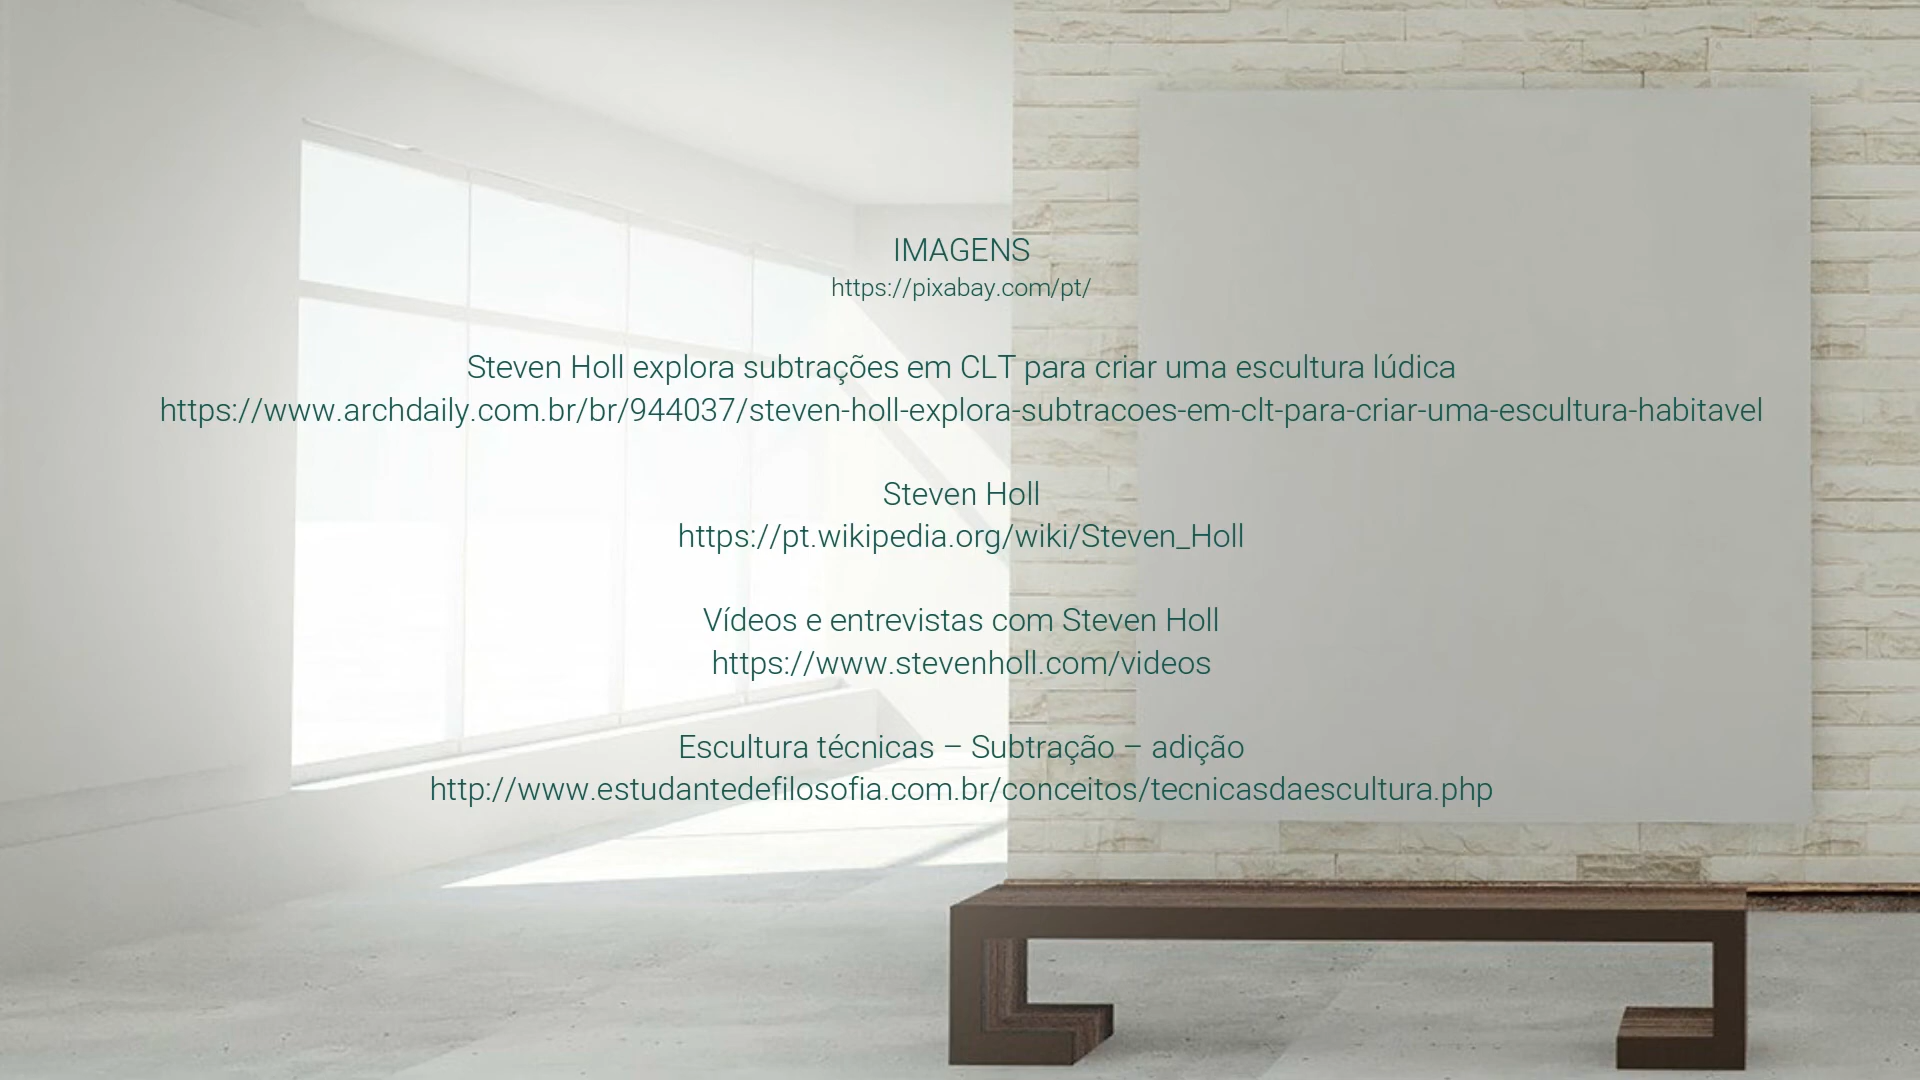 IMAGENS
https://pixabay.com/pt/
Steven Holl explora subtrações em CLT para criar uma escultura lúdica
https://www.archdaily.com.br/br/944037/steven-holl-explora-subtracoes-em-clt-para-criar-uma-escultura-habitavel
Steven Holl
https://pt.wikipedia.org/wiki/Steven_Holl
Vídeos e entrevistas com Steven Holl
https://www.stevenholl.com/videos
Escultura técnicas – Subtração – adição
http://www.estudantedefilosofia.com.br/conceitos/tecnicasdaescultura.php